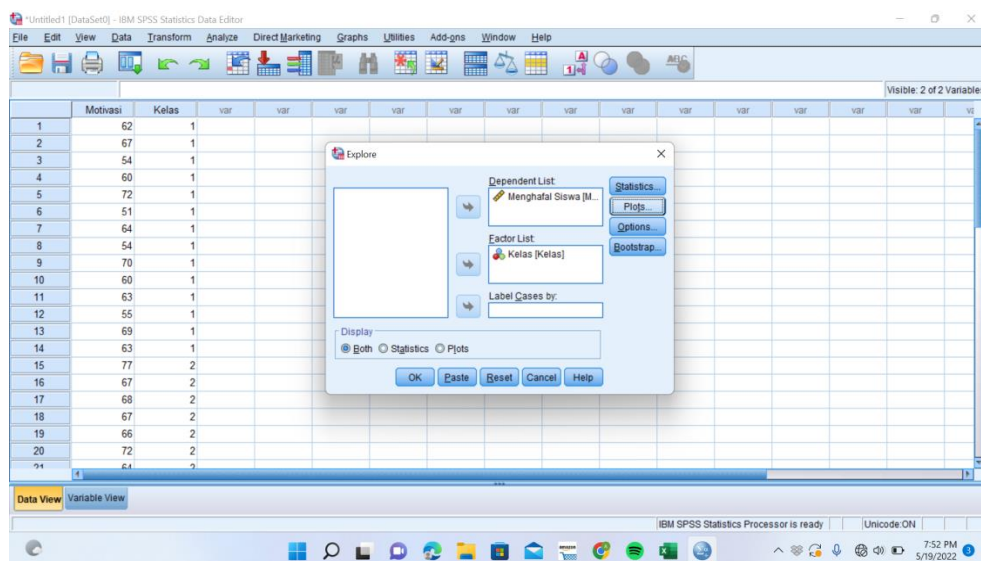 *Untitled1 [DataSet0] - IBM SPSS Statistics Data Editor
File Edit View Data Transform Analyze Direct Marketing Graphs Utilities Add-ons Window Help
Visible: 2 of 2 Variables
Motivasi Kelas var var var var var var var var var var var var var
1 62 1
2 67 1
3 54 1
4 60 1
5 72 1
6 51 1
7 64 1
8 54 1
9 70 1
10 60 1
11 63 1
12 55 1
13 69 1
14 63 1
15 77 2
16 67 2
17 68 2
18 67 2
19 66 2
20 72 2
21 64 2
Explore
Dependent List:
Menghafal Siswa [M...
Factor List:
Kelas [Kelas]
Label Cases by:
Statistics...
Plots...
Options...
Bootstrap...
Display
Both Statistics Plots
OK Paste Reset Cancel Help
Data View Variable View
IBM SPSS Statistics Processor is ready Unicode:ON
7:52 PM
5/19/2022
3